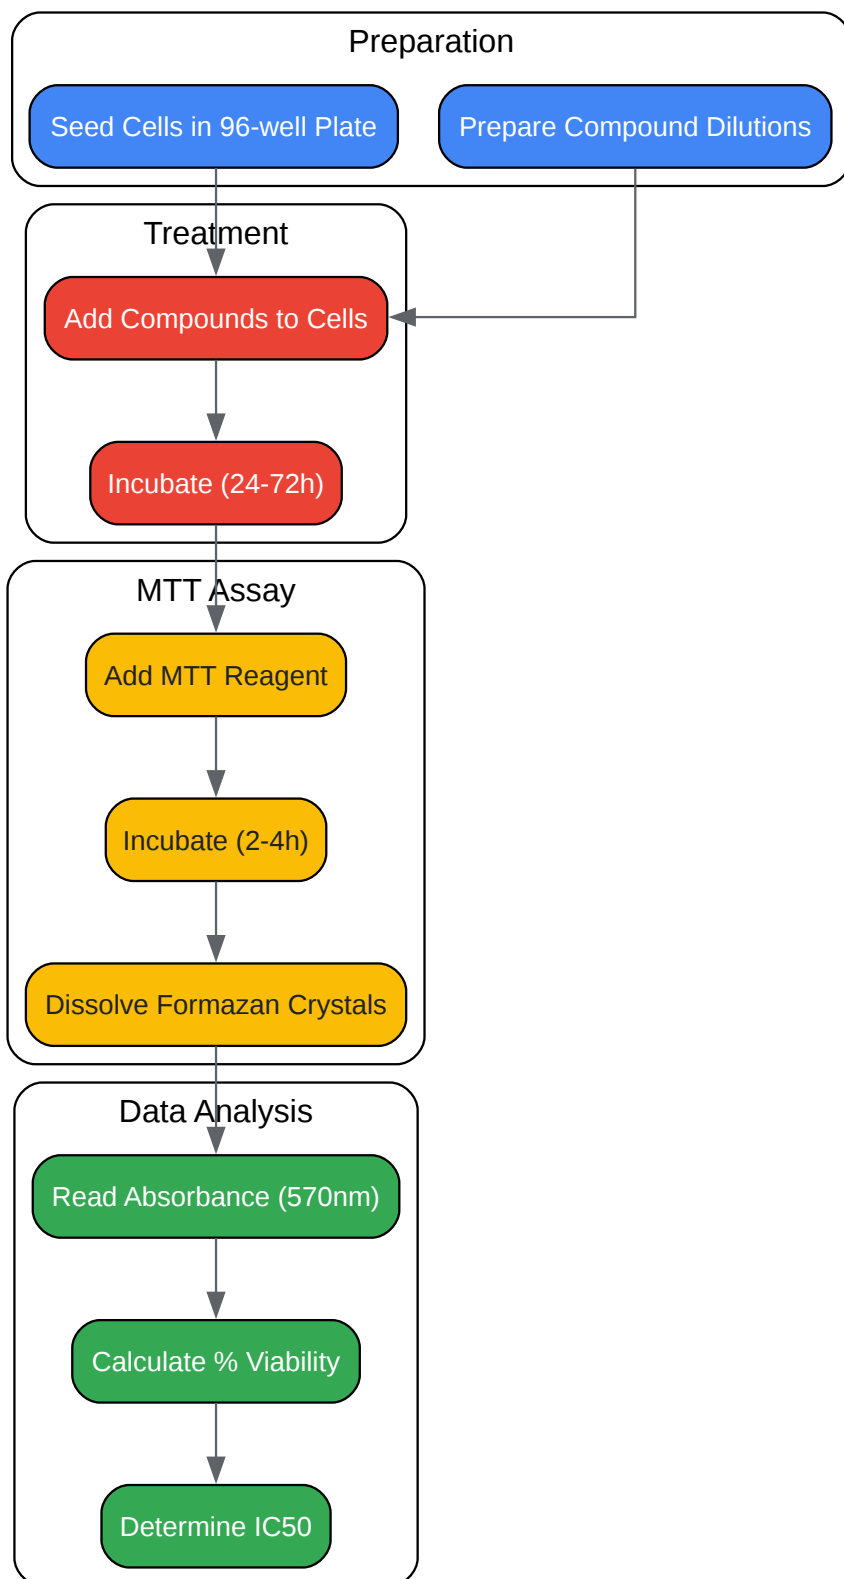 Preparation
Seed Cells in 96-well Plate
Prepare Compound Dilutions
Treatment
Add Compounds to Cells
Incubate (24-72h)
MTT Assay
Add MTT Reagent
Incubate (2-4h)
Dissolve Formazan Crystals
Data Analysis
Read Absorbance (570nm)
Calculate % Viability
Determine IC50